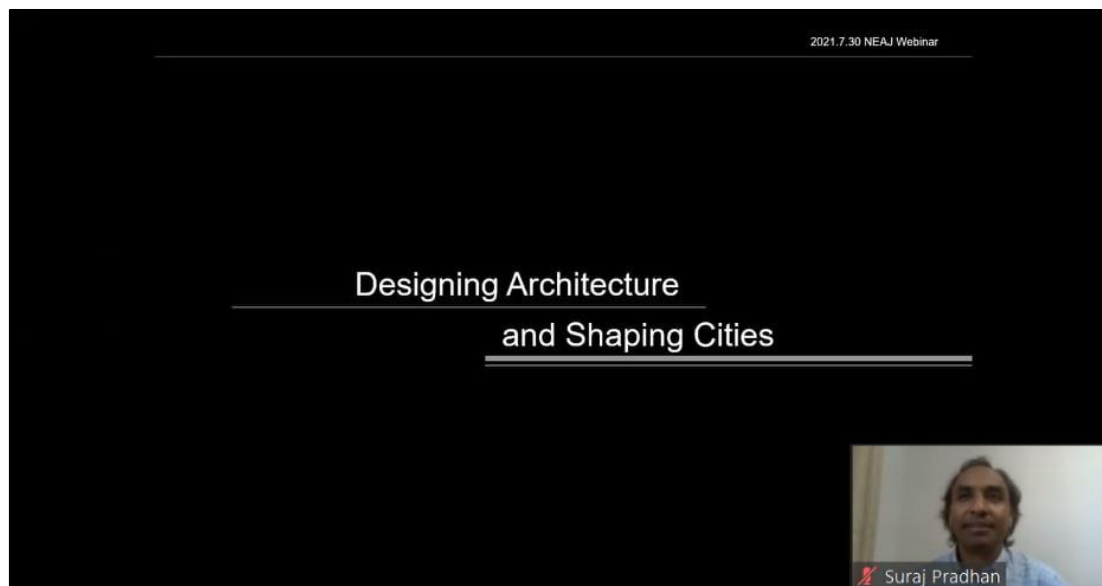 2021.7.30 NEAJ Webinar
Designing Architecture
and Shaping Cities
Suraj Pradhan